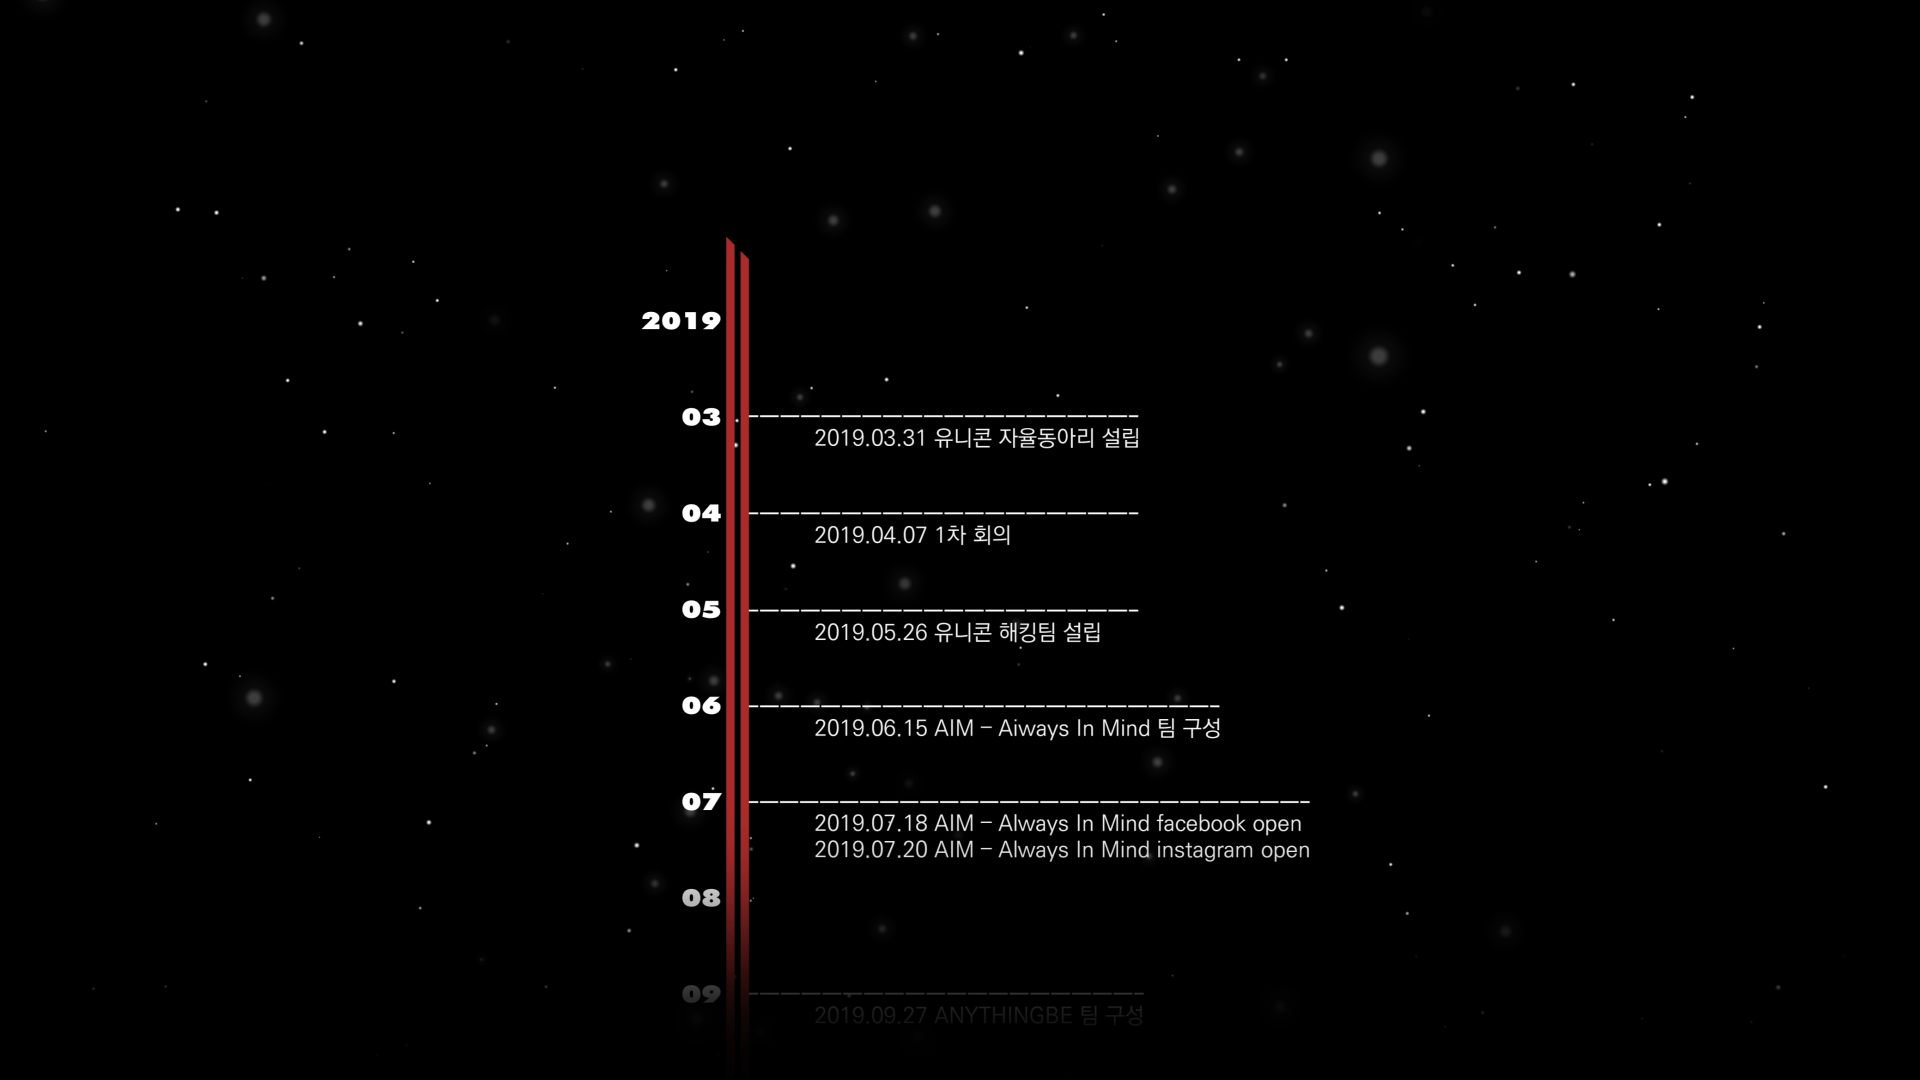 2019
03
2019.03.31 유니콘 자율동아리 설립
04
2019.04.07 1차 회의
05
2019.05.26 유니콘 해킹팀 설립
06
2019.06.15 AIM – Aiways In Mind 팀 구성
07
2019.07.18 AIM – Always In Mind facebook open
2019.07.20 AIM – Always In Mind instagram open
08
09
2019.09.27 ANYTHINGBE 팀 구성